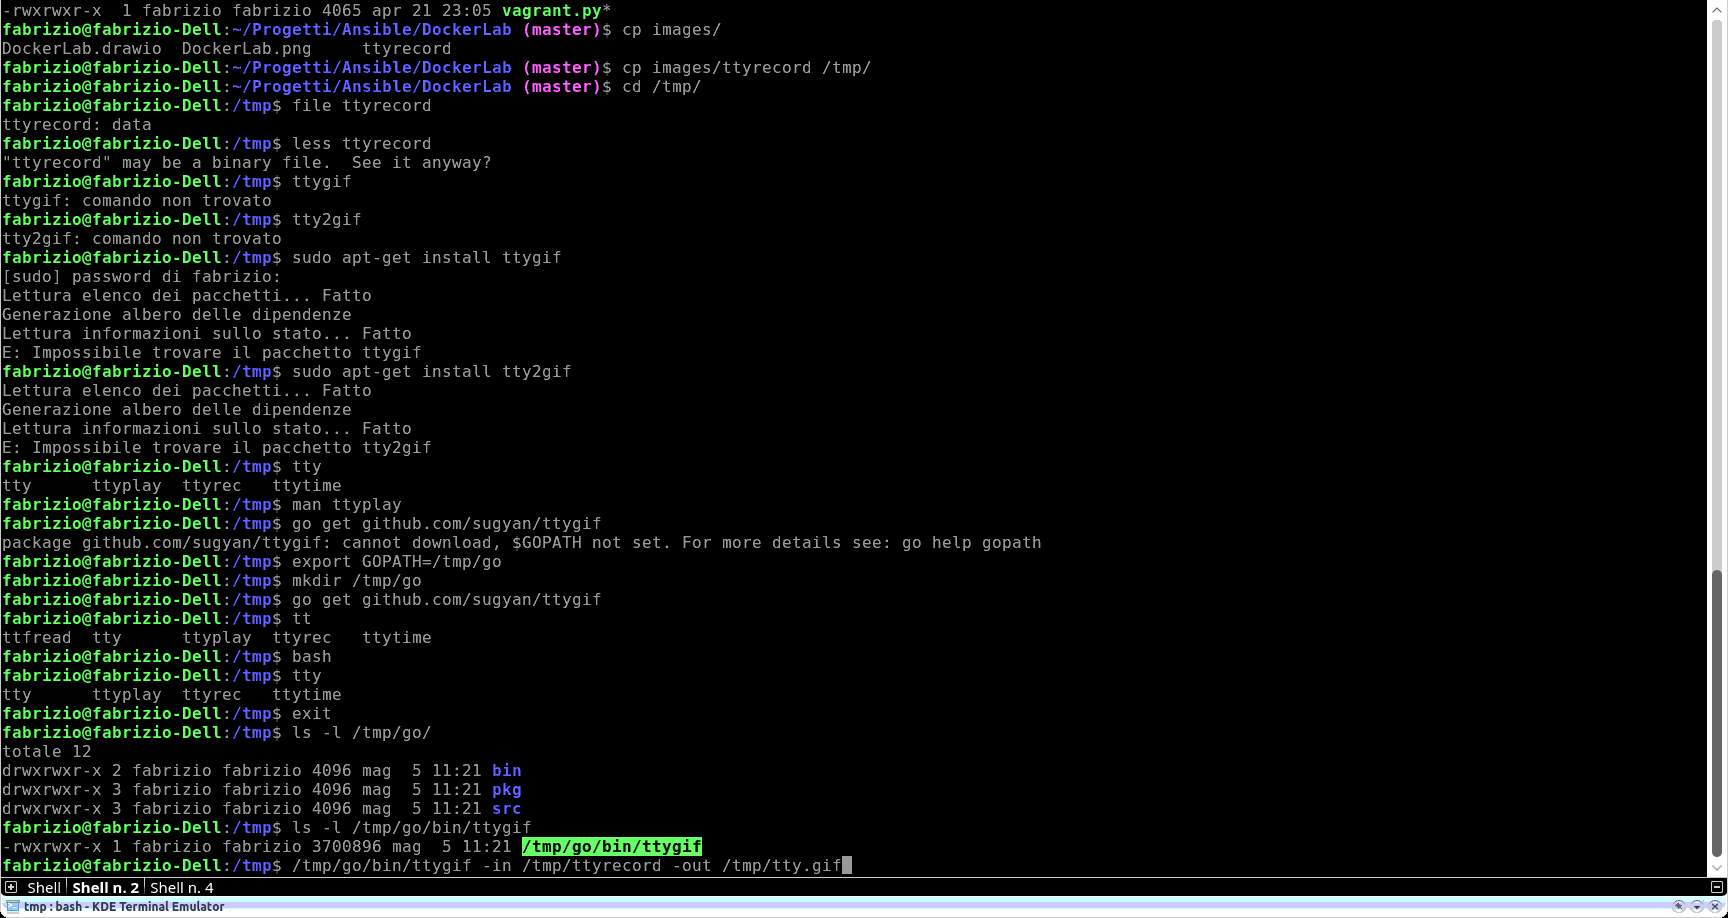 -rwxrwxr-x  1 fabrizio fabrizio 4065 apr 21 23:05 vagrant.py*
fabrizio@fabrizio-Dell:~/Progetti/Ansible/DockerLab (master)$ cp images/
DockerLab.drawio  DockerLab.png     ttyrecord
fabrizio@fabrizio-Dell:~/Progetti/Ansible/DockerLab (master)$ cp images/ttyrecord /tmp/
fabrizio@fabrizio-Dell:~/Progetti/Ansible/DockerLab (master)$ cd /tmp/
fabrizio@fabrizio-Dell:/tmp$ file ttyrecord
ttyrecord: data
fabrizio@fabrizio-Dell:/tmp$ less ttyrecord
"ttyrecord" may be a binary file.  See it anyway?
fabrizio@fabrizio-Dell:/tmp$ ttygif
ttygif: comando non trovato
fabrizio@fabrizio-Dell:/tmp$ tty2gif
tty2gif: comando non trovato
fabrizio@fabrizio-Dell:/tmp$ sudo apt-get install ttygif
[sudo] password di fabrizio:
Lettura elenco dei pacchetti... Fatto
Generazione albero delle dipendenze
Lettura informazioni sullo stato... Fatto
E: Impossibile trovare il pacchetto ttygif
fabrizio@fabrizio-Dell:/tmp$ sudo apt-get install tty2gif
Lettura elenco dei pacchetti... Fatto
Generazione albero delle dipendenze
Lettura informazioni sullo stato... Fatto
E: Impossibile trovare il pacchetto tty2gif
fabrizio@fabrizio-Dell:/tmp$ tty
tty      ttyplay  ttyrec   ttytime
fabrizio@fabrizio-Dell:/tmp$ man ttyplay
fabrizio@fabrizio-Dell:/tmp$ go get github.com/sugyan/ttygif
package github.com/sugyan/ttygif: cannot download, $GOPATH not set. For more details see: go help gopath
fabrizio@fabrizio-Dell:/tmp$ export GOPATH=/tmp/go
fabrizio@fabrizio-Dell:/tmp$ mkdir /tmp/go
fabrizio@fabrizio-Dell:/tmp$ go get github.com/sugyan/ttygif
fabrizio@fabrizio-Dell:/tmp$ tt
ttfread  tty      ttyplay  ttyrec   ttytime
fabrizio@fabrizio-Dell:/tmp$ bash
fabrizio@fabrizio-Dell:/tmp$ tty
tty      ttyplay  ttyrec   ttytime
fabrizio@fabrizio-Dell:/tmp$ exit
fabrizio@fabrizio-Dell:/tmp$ ls -l /tmp/go/
totale 12
drwxrwxr-x 2 fabrizio fabrizio 4096 mag  5 11:21 bin
drwxrwxr-x 3 fabrizio fabrizio 4096 mag  5 11:21 pkg
drwxrwxr-x 3 fabrizio fabrizio 4096 mag  5 11:21 src
fabrizio@fabrizio-Dell:/tmp$ ls -l /tmp/go/bin/ttygif
-rwxrwxr-x 1 fabrizio fabrizio 3700896 mag  5 11:21 /tmp/go/bin/ttygif
fabrizio@fabrizio-Dell:/tmp$ /tmp/go/bin/ttygif -in /tmp/ttyrecord -out /tmp/tty.gif
Shell Shell n. 2 Shell n. 4
tmp : bash - KDE Terminal Emulator